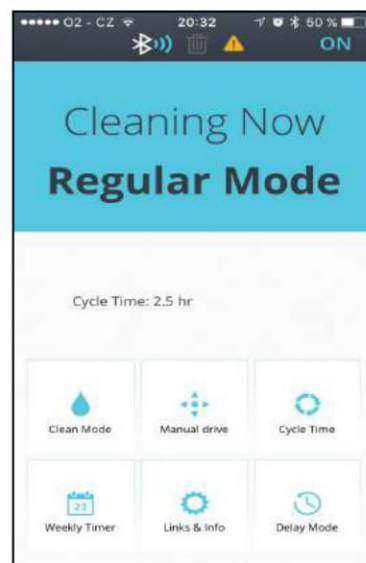 ●●●●● O2 - CZ 20:32 50 %
ON
Cleaning Now
Regular Mode
Cycle Time: 2.5 hr
Clean Mode Manual drive Cycle Time
23
Weekly Timer Links & Info Delay Mode